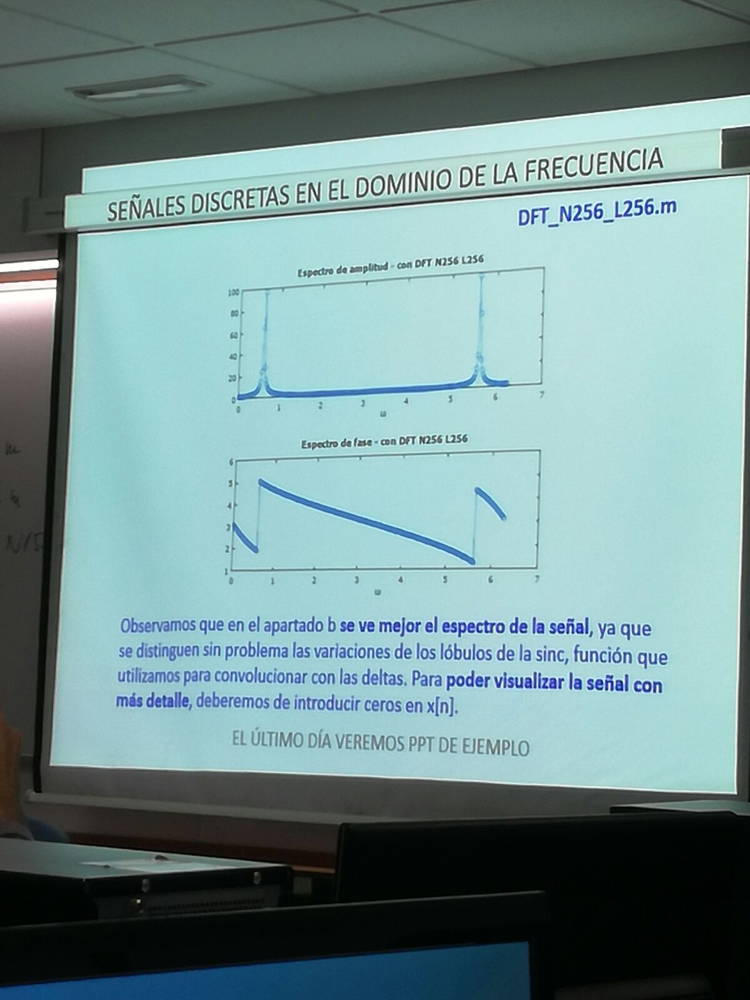 SEÑALES DISCRETAS EN EL DOMINIO DE LA FRECUENCIA
DFT_N256_L256.m
Espectro de amplitud - con DFT N256 L256
100
80
60
40
20
0
0 1 2 3 4 5 6 7
ω
Espectro de fase - con DFT N256 L256
6
5
4
3
2
1
0 1 2 3 4 5 6 7
ω
Observamos que en el apartado b se ve mejor el espectro de la señal, ya que
se distinguen sin problema las variaciones de los lóbulos de la sinc, función que
utilizamos para convolucionar con las deltas. Para poder visualizar la señal con
más detalle, deberemos de introducir ceros en x[n].
EL ÚLTIMO DÍA VEREMOS PPT DE EJEMPLO